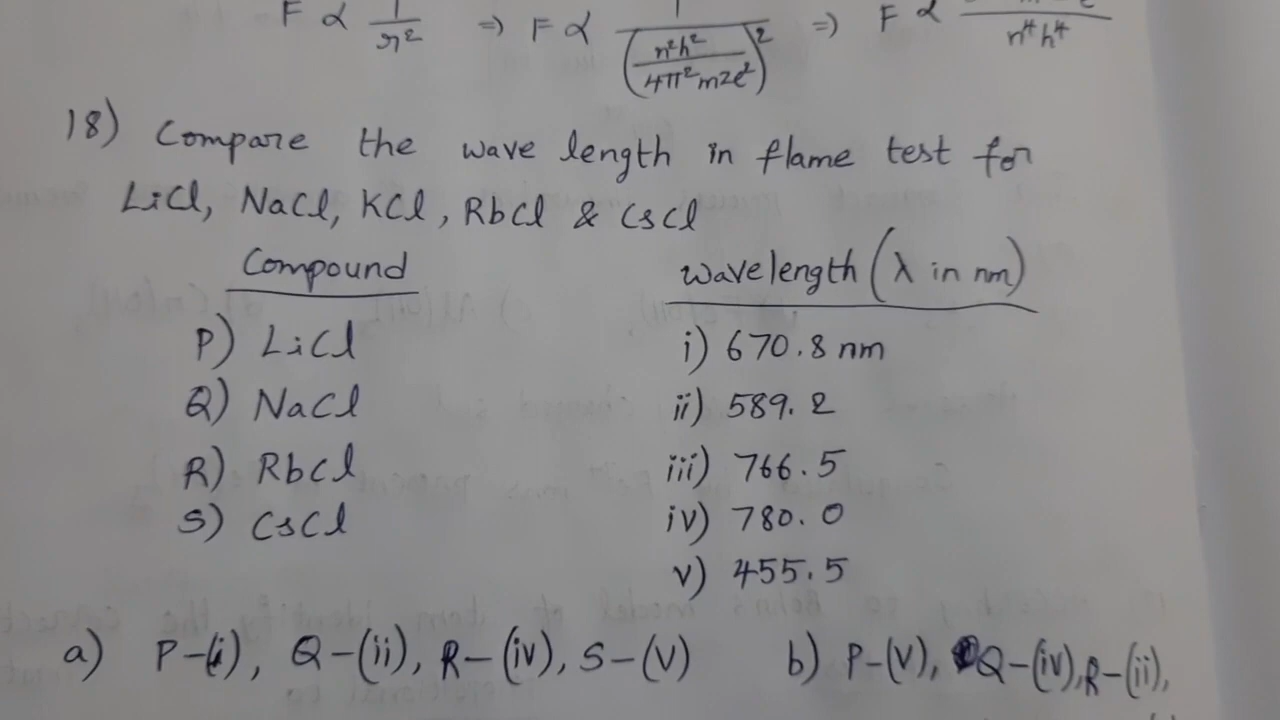 F ∝ 1/r² ⇒ F ∝ 1/(n²h²/4π²mze²)² ⇒ F ∝ /n⁴h⁴
18) Compare the wave length in flame test for
LiCl, NaCl, KCl, RbCl & CsCl
Compound wavelength (λ in nm)
P) LiCl i) 670.8 nm
Q) NaCl ii) 589.2
R) RbCl iii) 766.5
S) CsCl iv) 780.0
v) 455.5
a) P-(i), Q-(ii), R-(iv), S-(v) b) P-(v), Q-(iv), R-(ii),